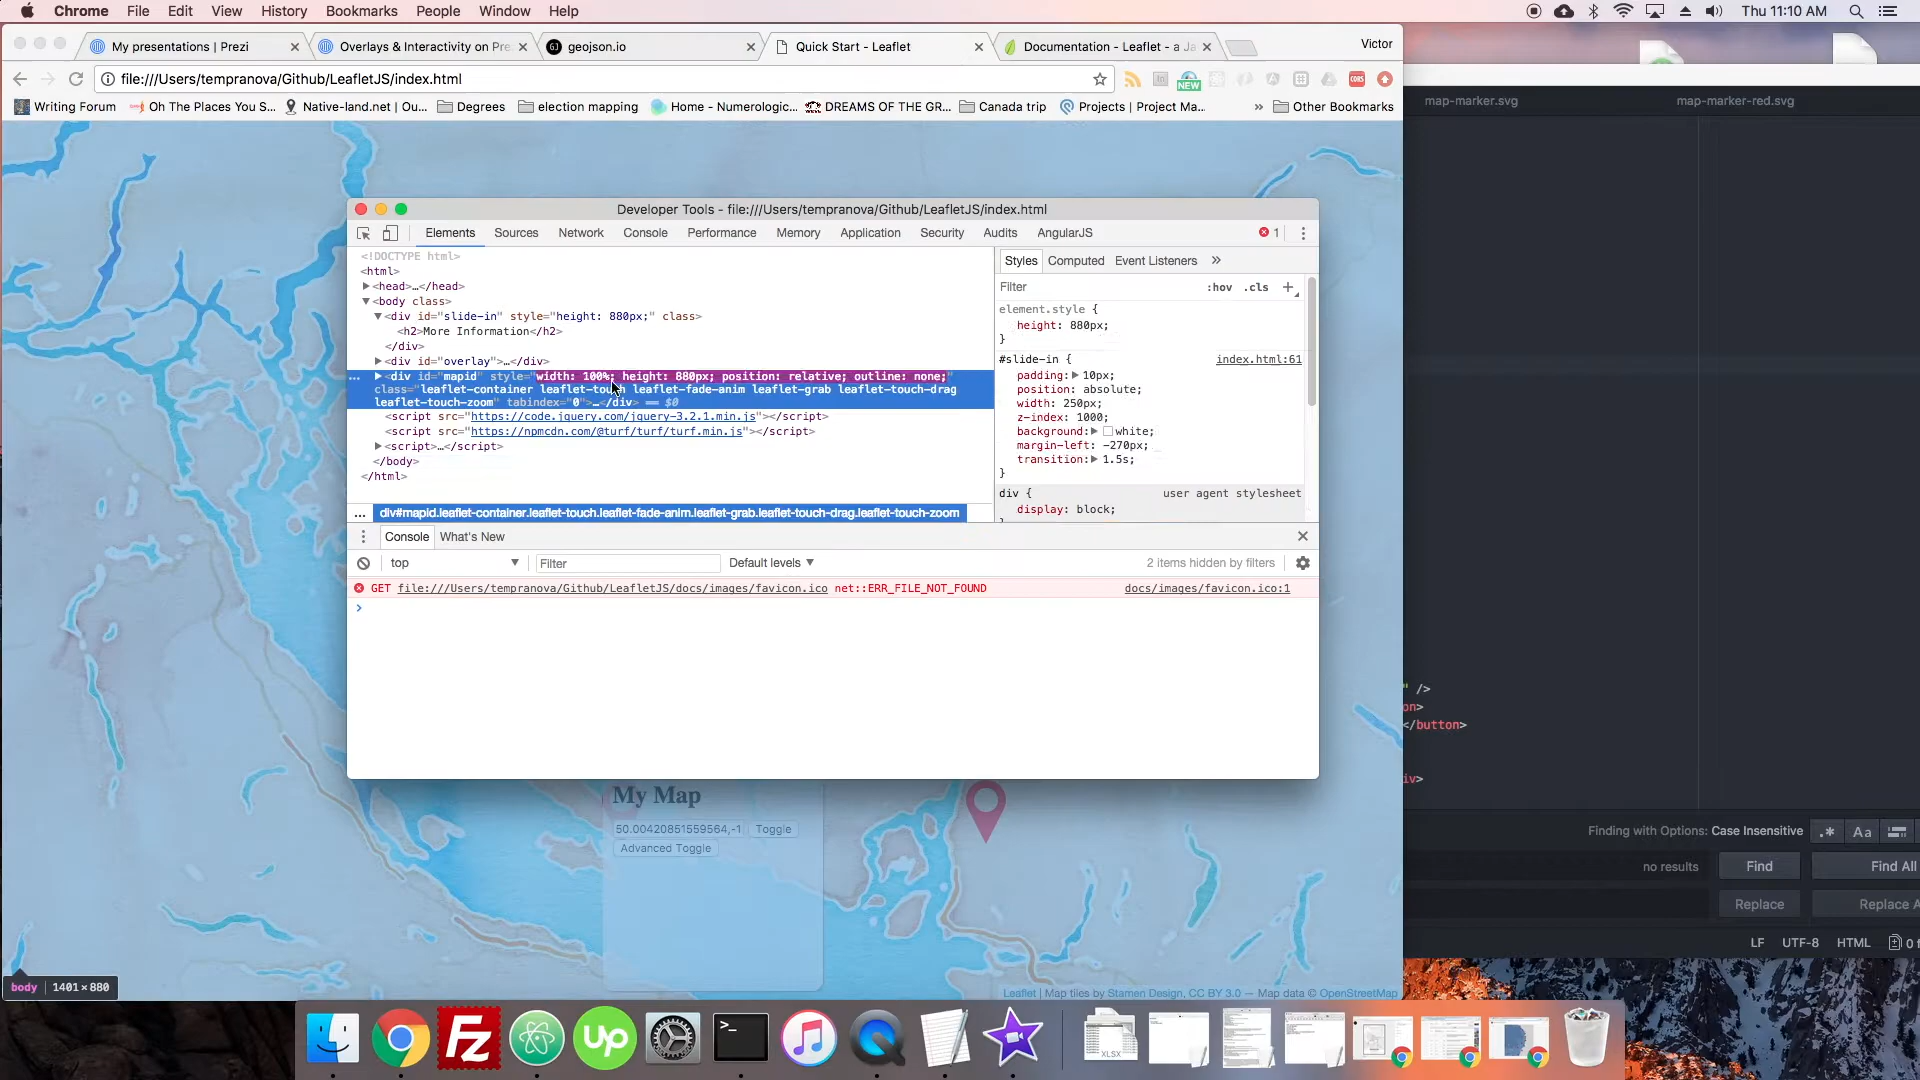 Chrome File Edit View History Bookmarks People Window Help Thu 11:10 AM
My presentations | Prezi Overlays & Interactivity on Pre geojson.io Quick Start - Leaflet Documentation - Leaflet - a Ja Victor
file:///Users/tempranova/Github/LeafletJS/index.html NEW CORS
Writing Forum Oh The Places You S... Native-land.net | Ou... Degrees election mapping Home - Numerologic... DREAMS OF THE GR... Canada trip Projects | Project Ma... » Other Bookmarks
map-marker.svg map-marker-red.svg
Developer Tools - file:///Users/tempranova/Github/LeafletJS/index.html
Elements Sources Network Console Performance Memory Application Security Audits AngularJS 1
<!DOCTYPE html>
<html>
<head>…</head>
<body class>
<div id="slide-in" style="height: 880px;" class>
<h2>More Information</h2>
</div>
<div id="overlay">…</div>
… <div id="mapid" style="width: 100%; height: 880px; position: relative; outline: none;"
class="leaflet-container leaflet-touch leaflet-fade-anim leaflet-grab leaflet-touch-drag
leaflet-touch-zoom" tabindex="0">…</div> == $0
<script src="https://code.jquery.com/jquery-3.2.1.min.js"></script>
<script src="https://npmcdn.com/@turf/turf/turf.min.js"></script>
<script>…</script>
</body>
</html>
... div#mapid.leaflet-container.leaflet-touch.leaflet-fade-anim.leaflet-grab.leaflet-touch-drag.leaflet-touch-zoom
Styles Computed Event Listeners »
Filter :hov .cls +
element.style {
height: 880px;
}
#slide-in { index.html:61
padding: 10px;
position: absolute;
width: 250px;
z-index: 1000;
background: white;
margin-left: -270px;
transition: 1.5s;
}
div { user agent stylesheet
display: block;
Console What's New
top Filter Default levels 2 items hidden by filters
GET file:///Users/tempranova/Github/LeafletJS/docs/images/favicon.ico net::ERR_FILE_NOT_FOUND docs/images/favicon.ico:1
>
" />
on>
</button>
iv>
My Map
50.00420851559564,-1 Toggle
Advanced Toggle
Finding with Options: Case Insensitive .* Aa
no results Find Find All
Replace Replace A
LF UTF-8 HTML 0 f
body 1401×880
Leaflet | Map tiles by Stamen Design, CC BY 3.0 — Map data © OpenStreetMap
Fz Up >_ XLSX